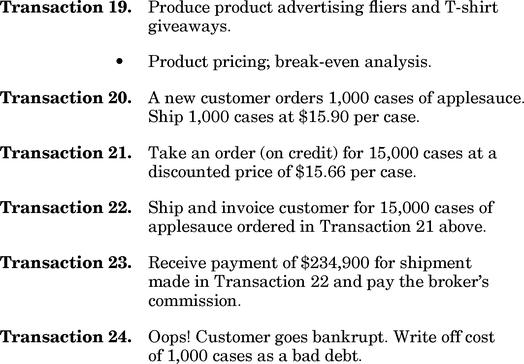 Transaction 19. Produce product advertising fliers and T-shirt
giveaways.
• Product pricing; break-even analysis.
Transaction 20. A new customer orders 1,000 cases of applesauce.
Ship 1,000 cases at $15.90 per case.
Transaction 21. Take an order (on credit) for 15,000 cases at a
discounted price of $15.66 per case.
Transaction 22. Ship and invoice customer for 15,000 cases of
applesauce ordered in Transaction 21 above.
Transaction 23. Receive payment of $234,900 for shipment
made in Transaction 22 and pay the broker’s
commission.
Transaction 24. Oops! Customer goes bankrupt. Write off cost
of 1,000 cases as a bad debt.